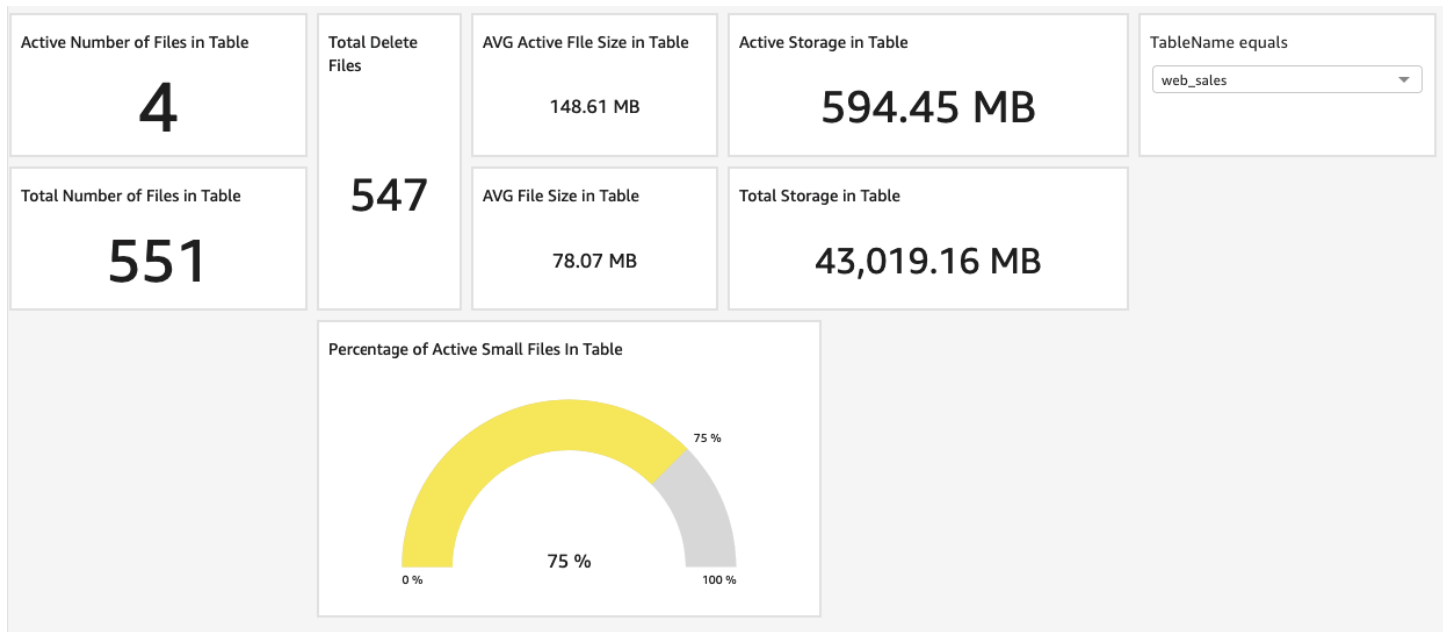 Active Number of Files in Table
4
Total Delete
Files
547
AVG Active FIle Size in Table
148.61 MB
Active Storage in Table
594.45 MB
TableName equals
web_sales
Total Number of Files in Table
551
AVG File Size in Table
78.07 MB
Total Storage in Table
43,019.16 MB
Percentage of Active Small Files In Table
75 %
75 %
0 %
100 %